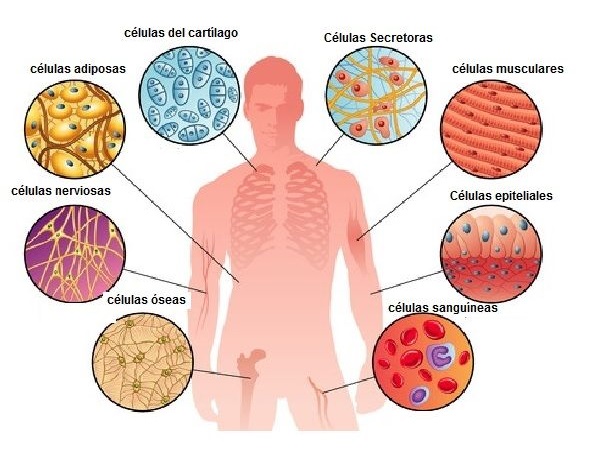 células del cartílago
Células Secretoras
células adiposas
células musculares
células nerviosas
Células epiteliales
células óseas
células sanguíneas